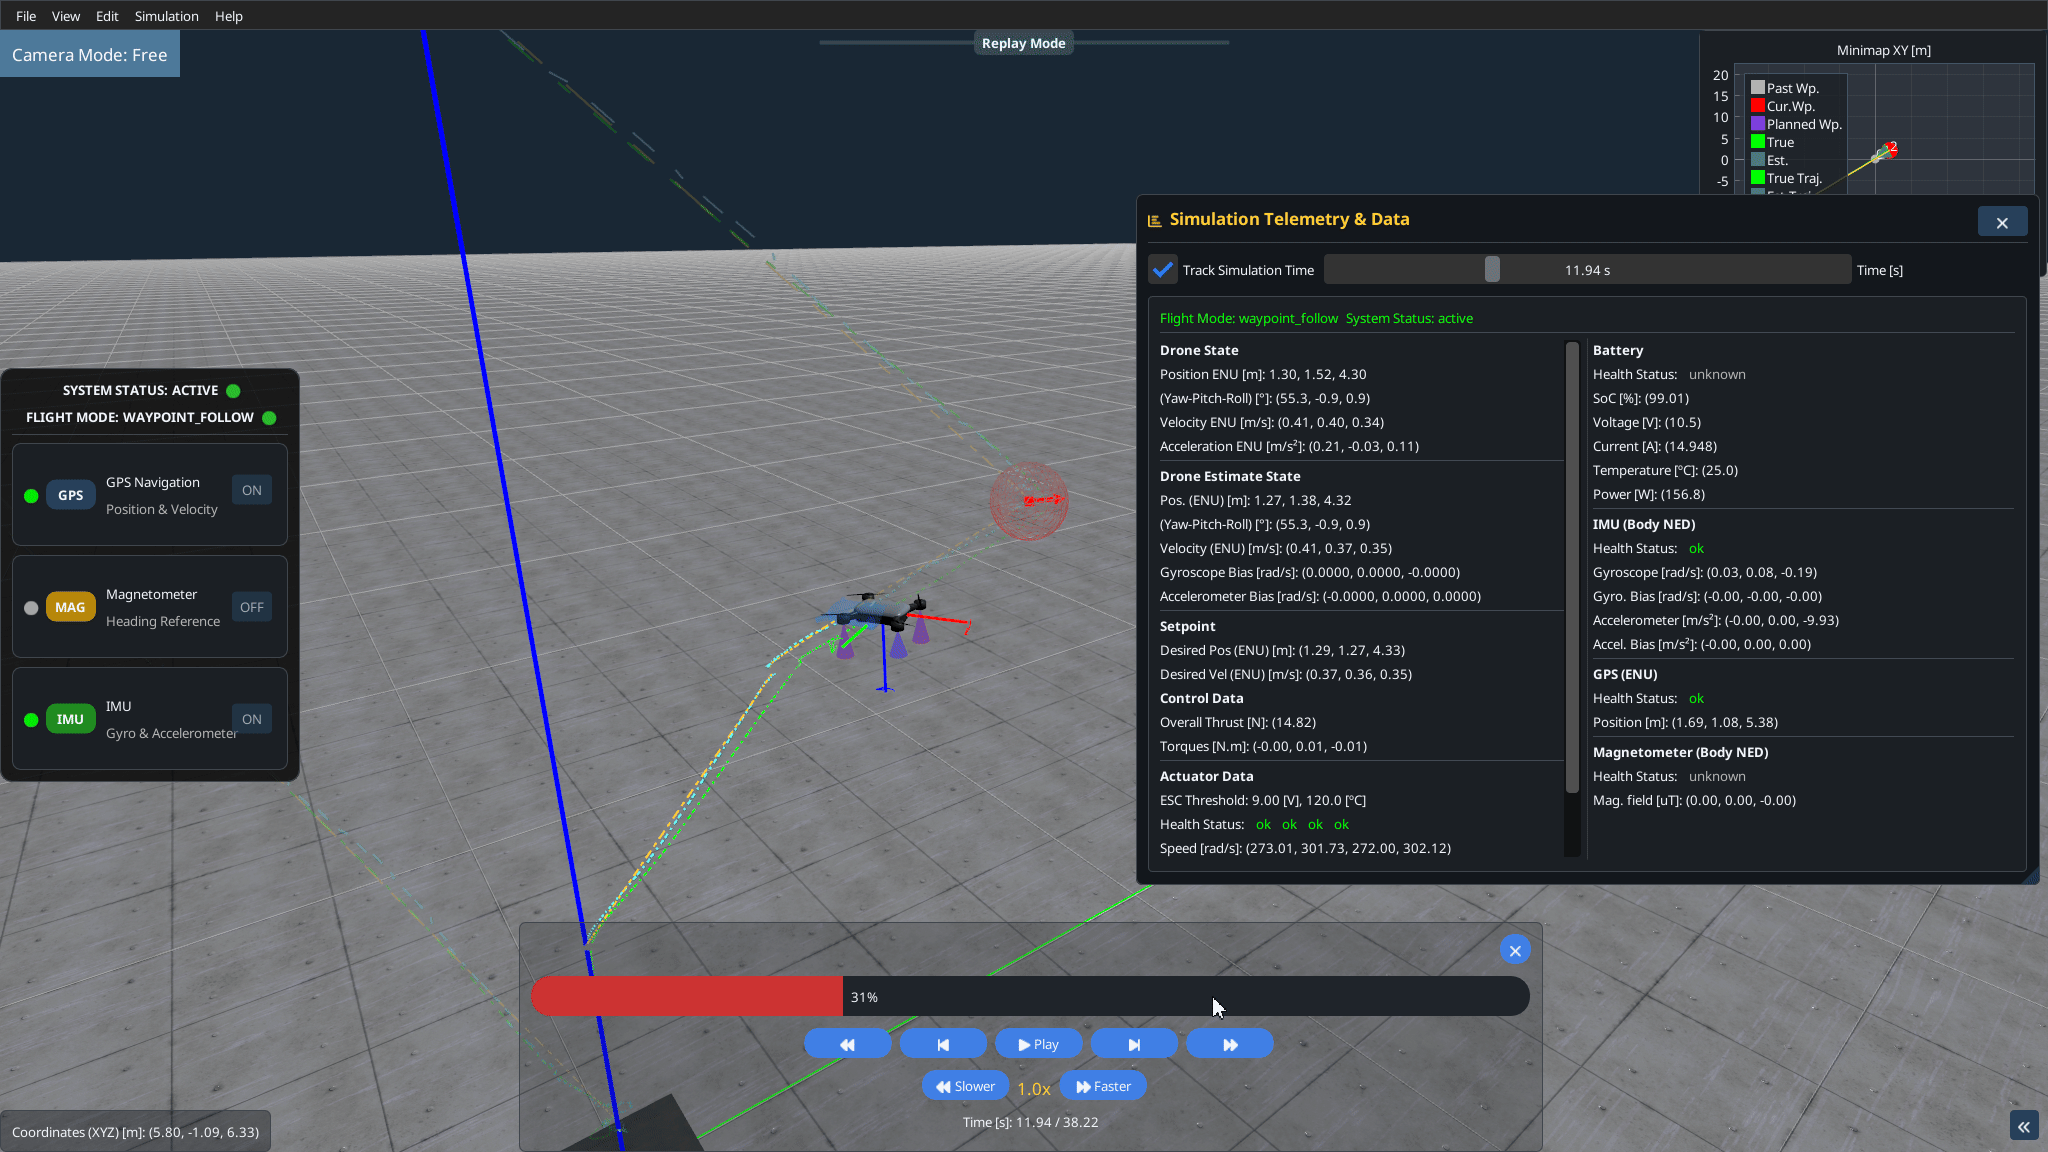 File View Edit Simulation Help
Camera Mode: Free
Replay Mode
Minimap XY [m]
20
15
10
5
0
-5
Past Wp.
Cur.Wp.
Planned Wp.
True
Est.
True Traj.
2
Simulation Telemetry & Data
Track Simulation Time 11.94 s Time [s]
Flight Mode: waypoint_follow System Status: active
Drone State
Position ENU [m]: 1.30, 1.52, 4.30
(Yaw-Pitch-Roll) [°]: (55.3, -0.9, 0.9)
Velocity ENU [m/s]: (0.41, 0.40, 0.34)
Acceleration ENU [m/s²]: (0.21, -0.03, 0.11)
Drone Estimate State
Pos. (ENU) [m]: 1.27, 1.38, 4.32
(Yaw-Pitch-Roll) [°]: (55.3, -0.9, 0.9)
Velocity (ENU) [m/s]: (0.41, 0.37, 0.35)
Gyroscope Bias [rad/s]: (0.0000, 0.0000, -0.0000)
Accelerometer Bias [rad/s]: (-0.0000, 0.0000, 0.0000)
Setpoint
Desired Pos (ENU) [m]: (1.29, 1.27, 4.33)
Desired Vel (ENU) [m/s]: (0.37, 0.36, 0.35)
Control Data
Overall Thrust [N]: (14.82)
Torques [N.m]: (-0.00, 0.01, -0.01)
Actuator Data
ESC Threshold: 9.00 [V], 120.0 [°C]
Health Status: ok ok ok ok
Speed [rad/s]: (273.01, 301.73, 272.00, 302.12)
Battery
Health Status: unknown
SoC [%]: (99.01)
Voltage [V]: (10.5)
Current [A]: (14.948)
Temperature [°C]: (25.0)
Power [W]: (156.8)
IMU (Body NED)
Health Status: ok
Gyroscope [rad/s]: (0.03, 0.08, -0.19)
Gyro. Bias [rad/s]: (-0.00, -0.00, -0.00)
Accelerometer [m/s²]: (-0.00, 0.00, -9.93)
Accel. Bias [m/s²]: (-0.00, 0.00, 0.00)
GPS (ENU)
Health Status: ok
Position [m]: (1.69, 1.08, 5.38)
Magnetometer (Body NED)
Health Status: unknown
Mag. field [uT]: (0.00, 0.00, -0.00)
SYSTEM STATUS: ACTIVE
FLIGHT MODE: WAYPOINT_FOLLOW
GPS
GPS Navigation
Position & Velocity
ON
MAG
Magnetometer
Heading Reference
OFF
IMU
IMU
Gyro & Accelerometer
ON
31%
Play
Slower 1.0x Faster
Time [s]: 11.94 / 38.22
Coordinates (XYZ) [m]: (5.80, -1.09, 6.33)